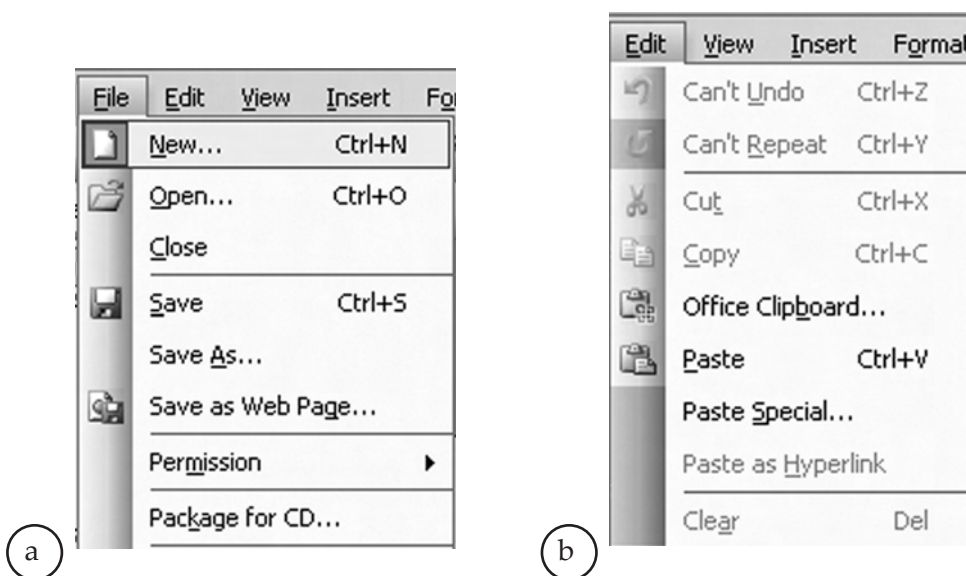 File Edit View Insert Fo
New... Ctrl+N
Open... Ctrl+O
Close
Save Ctrl+S
Save As...
Save as Web Page...
Permission
Package for CD...
a
Edit View Insert Format
Can't Undo Ctrl+Z
Can't Repeat Ctrl+Y
Cut Ctrl+X
Copy Ctrl+C
Office Clipboard...
Paste Ctrl+V
Paste Special...
Paste as Hyperlink
Clear Del
b